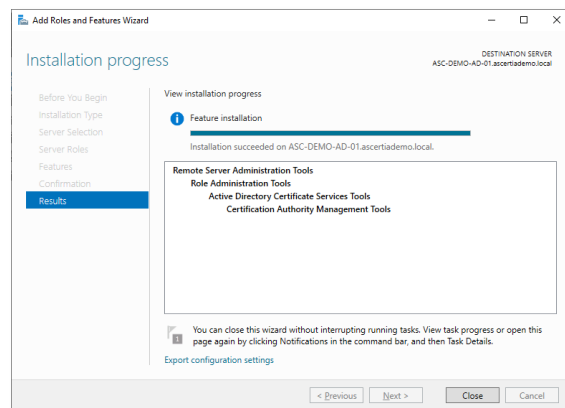 Add Roles and Features Wizard
Installation progress
DESTINATION SERVER
ASC-DEMO-AD-01.ascertiademo.local
Before You Begin
Installation Type
Server Selection
Server Roles
Features
Confirmation
Results
View installation progress
Feature installation
Installation succeeded on ASC-DEMO-AD-01.ascertiademo.local.
Remote Server Administration Tools
Role Administration Tools
Active Directory Certificate Services Tools
Certification Authority Management Tools
1
You can close this wizard without interrupting running tasks. View task progress or open this
page again by clicking Notifications in the command bar, and then Task Details.
Export configuration settings
< Previous
Next >
Close
Cancel